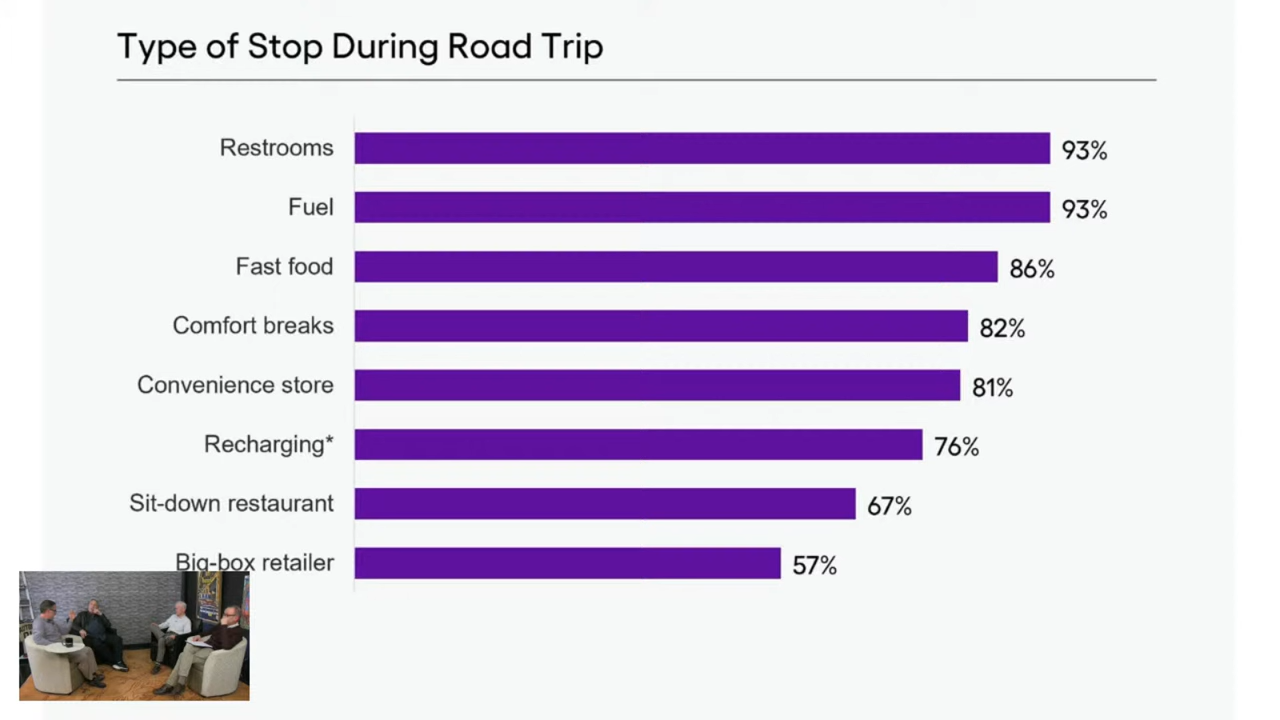 Type of Stop During Road Trip
Restrooms 93%
Fuel 93%
Fast food 86%
Comfort breaks 82%
Convenience store 81%
Recharging* 76%
Sit-down restaurant 67%
Big-box retailer 57%